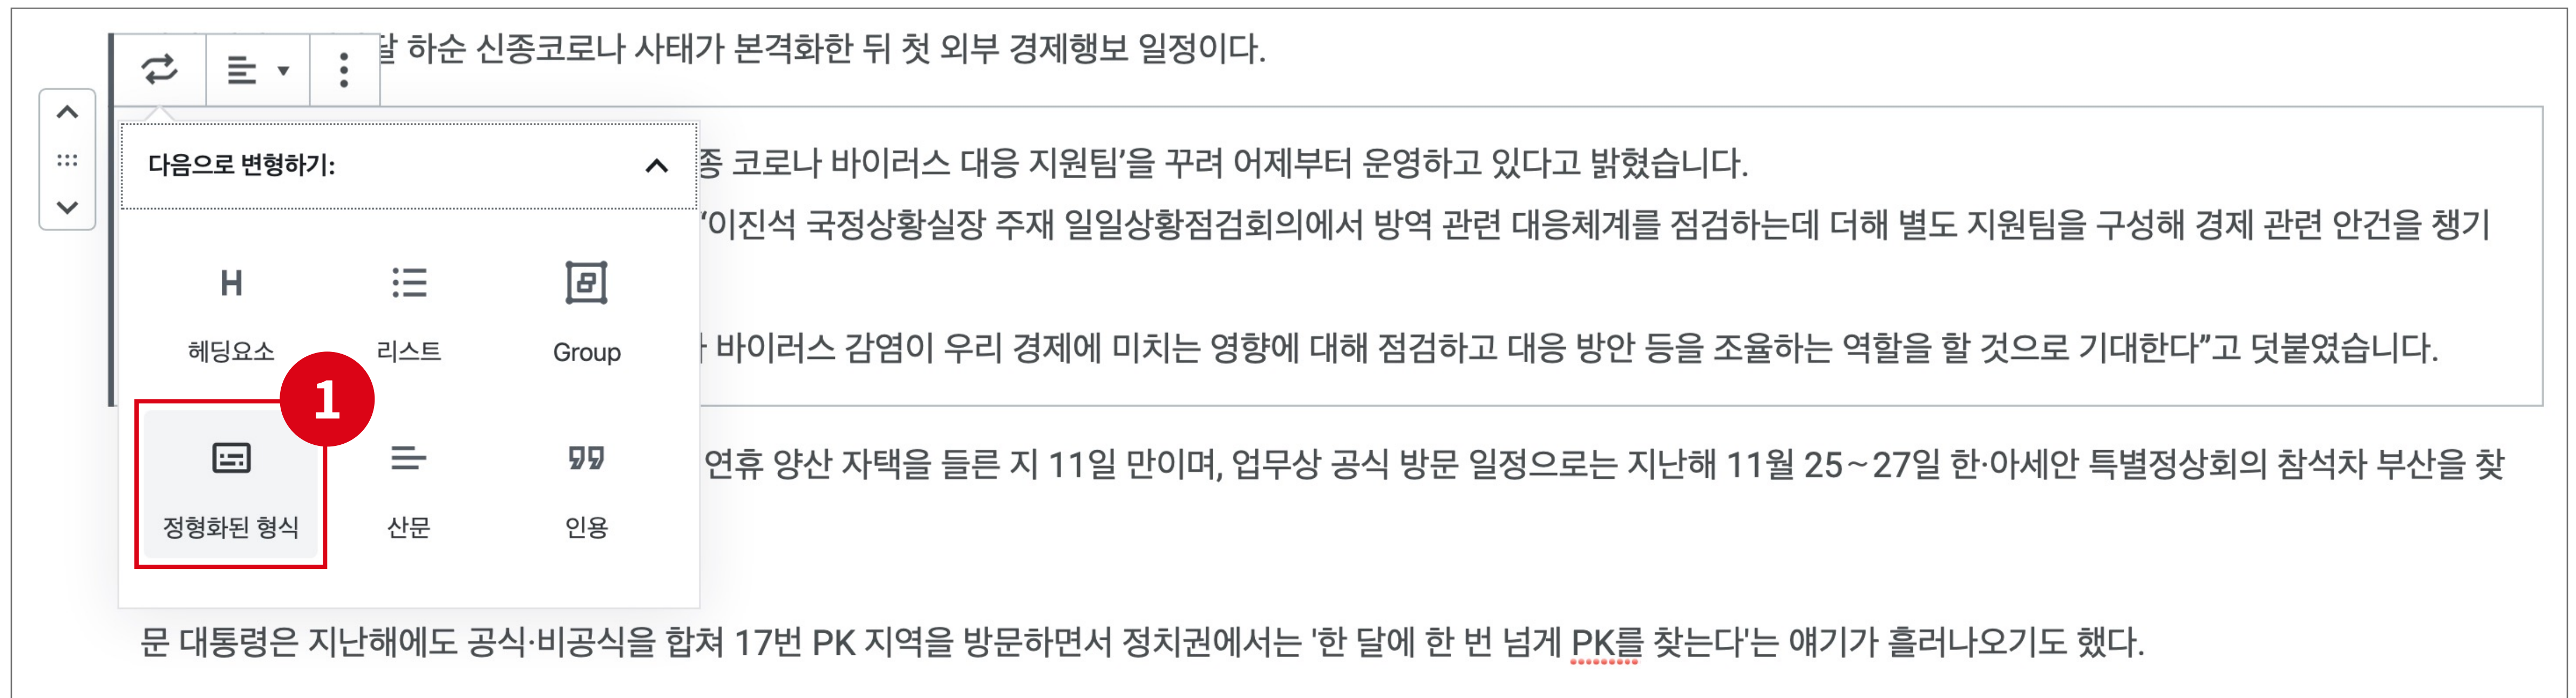 달 하순 신종코로나 사태가 본격화한 뒤 첫 외부 경제행보 일정이다.
다음으로 변형하기:
종 코로나 바이러스 대응 지원팀’을 꾸려 어제부터 운영하고 있다고 밝혔습니다.
“이진석 국정상황실장 주재 일일상황점검회의에서 방역 관련 대응체계를 점검하는데 더해 별도 지원팀을 구성해 경제 관련 안건을 챙기
H
헤딩요소
리스트
Group
바이러스 감염이 우리 경제에 미치는 영향에 대해 점검하고 대응 방안 등을 조율하는 역할을 할 것으로 기대한다”고 덧붙였습니다.
1
정형화된 형식
산문
인용
연휴 양산 자택을 들른 지 11일 만이며, 업무상 공식 방문 일정으로는 지난해 11월 25~27일 한·아세안 특별정상회의 참석차 부산을 찾
문 대통령은 지난해에도 공식·비공식을 합쳐 17번 PK 지역을 방문하면서 정치권에서는 '한 달에 한 번 넘게 PK를 찾는다'는 얘기가 흘러나오기도 했다.